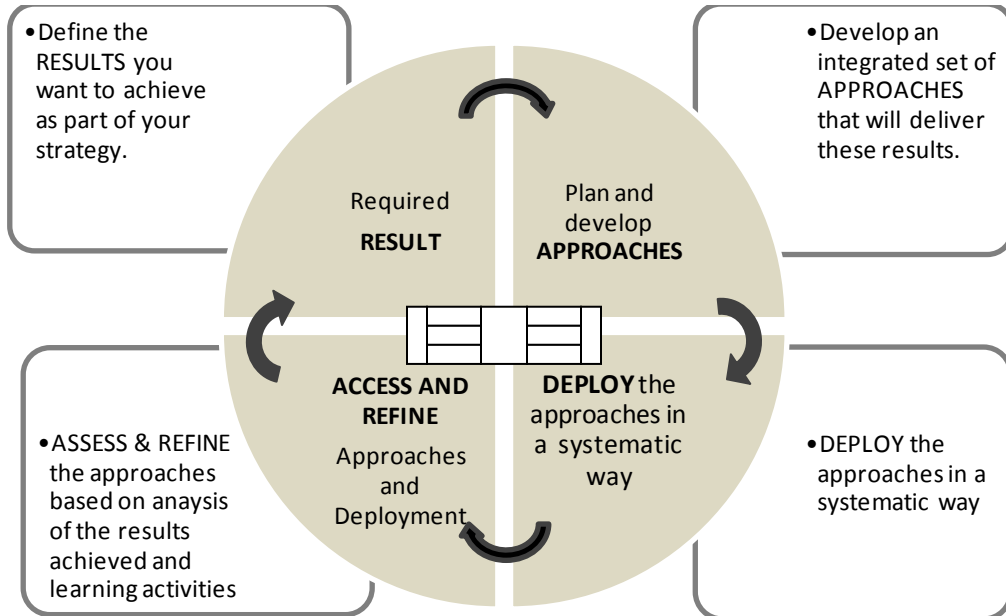 •Define the
RESULTS you
want to achieve
as part of your
strategy.
•Develop an
integrated set of
APPROACHES
that will deliver
these results.
Required
RESULT
Plan and
develop
APPROACHES
ACCESS AND
REFINE
Approaches
and
Deployment
DEPLOY the
approaches in
a systematic
way
•ASSESS & REFINE
the approaches
based on anaysis
of the results
achieved and
learning activities
•DEPLOY the
approaches in a
systematic way